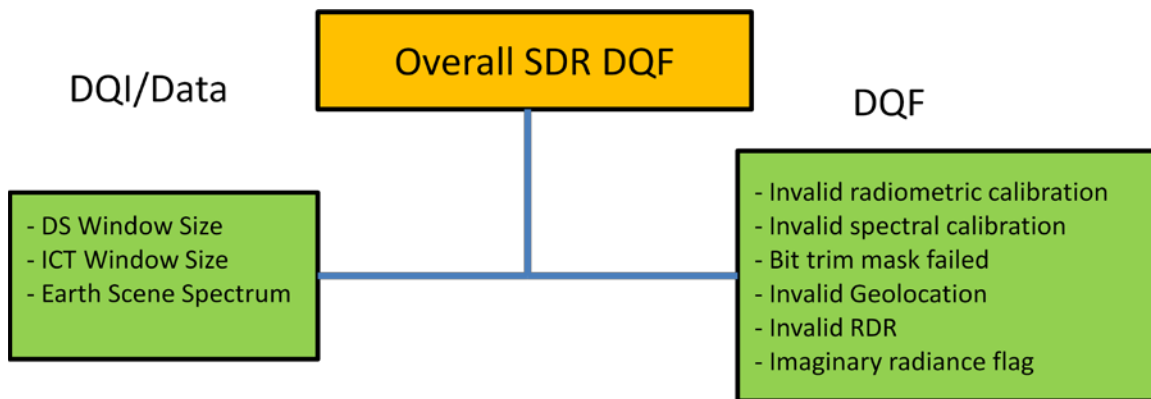 Overall SDR DQF
DQI/Data
DQF
- DS Window Size
- ICT Window Size
- Earth Scene Spectrum
- Invalid radiometric calibration
- Invalid spectral calibration
- Bit trim mask failed
- Invalid Geolocation
- Invalid RDR
- Imaginary radiance flag